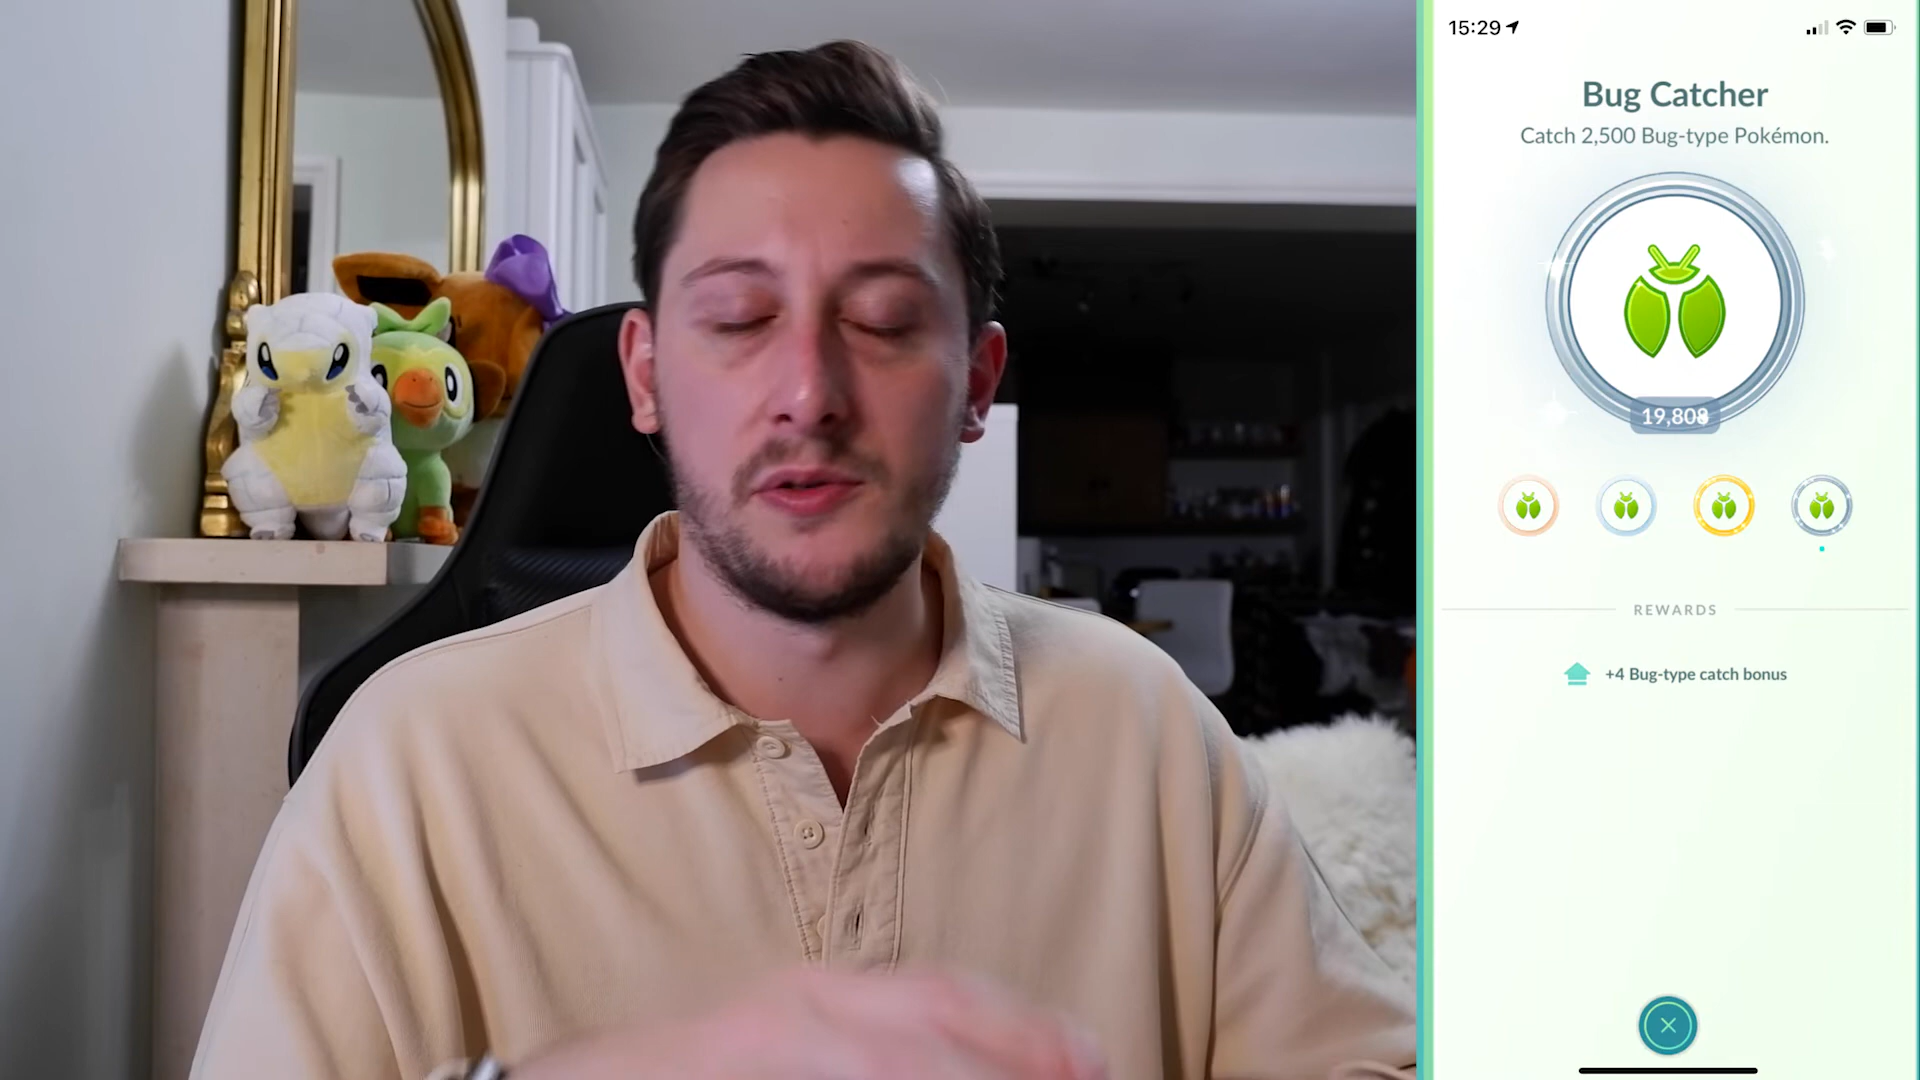 15:29
Bug Catcher
Catch 2,500 Bug-type Pokémon.
19,808
REWARDS
+4 Bug-type catch bonus